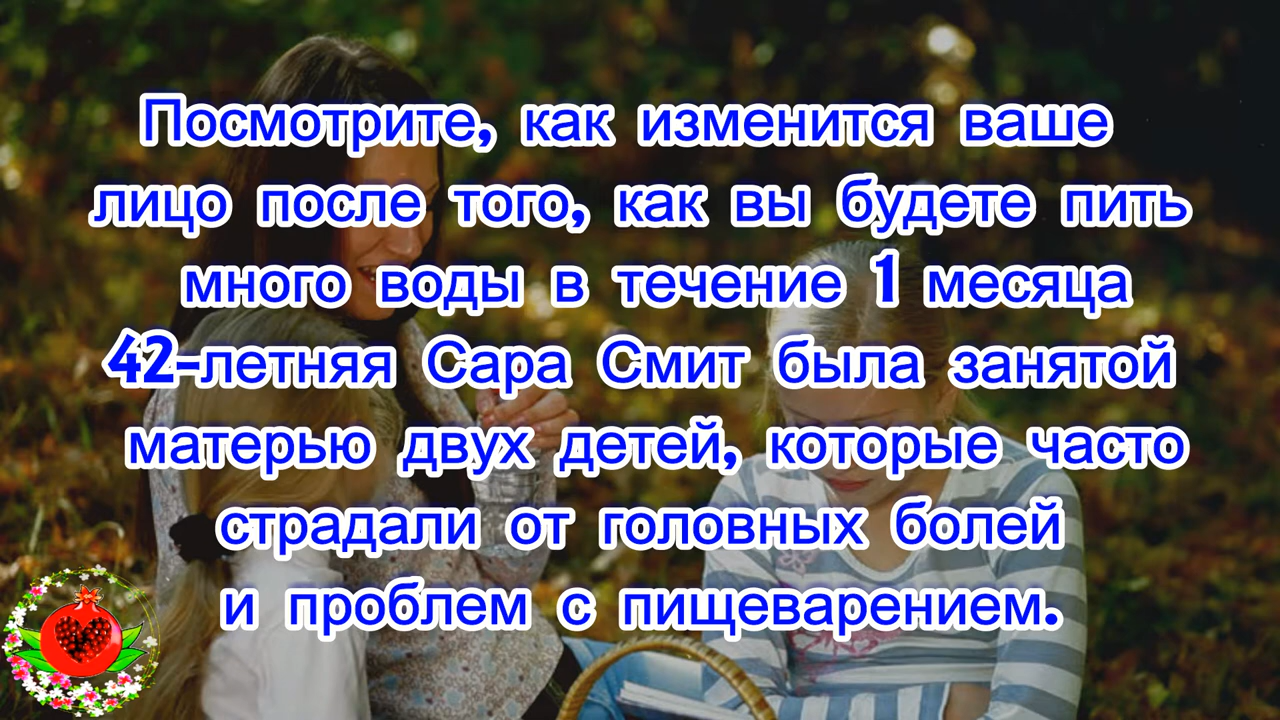 Посмотрите, как изменится ваше
лицо после того, как вы будете пить
много воды в течение 1 месяца
42-летняя Сара Смит была занятой
матерью двух детей, которые часто
страдали от головных болей
и проблем с пищеварением.